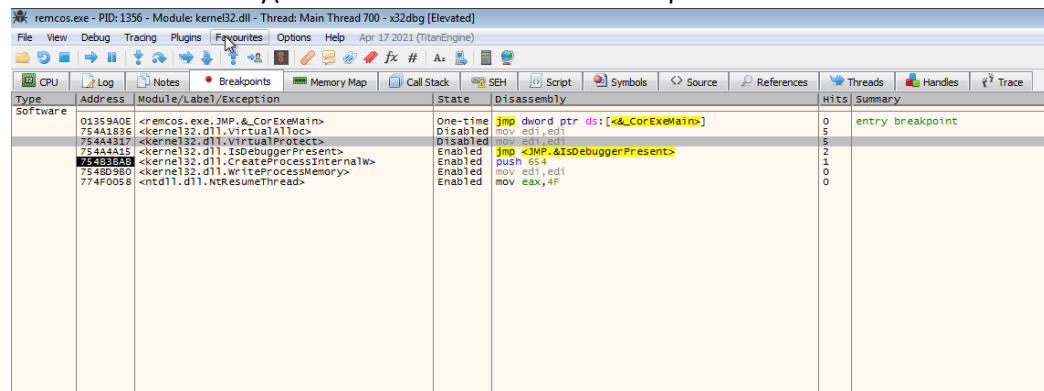 remcos.exe - PID: 1356 - Module: kernel32.dll - Thread: Main Thread 700 - x32dbg [Elevated]
File View Debug Tracing Plugins Favourites Options Help Apr 17 2021 (TitanEngine)
CPU Log Notes Breakpoints Memory Map Call Stack SEH Script Symbols Source References Threads Handles Trace
Type Address Module/Label/Exception State Disassembly Hits Summary
Software
01359A0E <remcos.exe.JMP.&_CorExeMain> One-time jmp dword ptr ds:[<&_CorExeMain>] 0 entry breakpoint
754A1836 <kernel32.dll.VirtualAlloc> Disabled mov edi,edi 5
754A4317 <kernel32.dll.VirtualProtect> Disabled mov edi,edi 5
754A4A15 <kernel32.dll.IsDebuggerPresent> Enabled jmp <JMP.&IsDebuggerPresent> 2
754B3BAB <kernel32.dll.CreateProcessInternalW> Enabled push 654 1
754BD9B0 <kernel32.dll.WriteProcessMemory> Enabled mov edi,edi 0
774F0058 <ntdll.dll.NtResumeThread> Enabled mov eax,4F 0